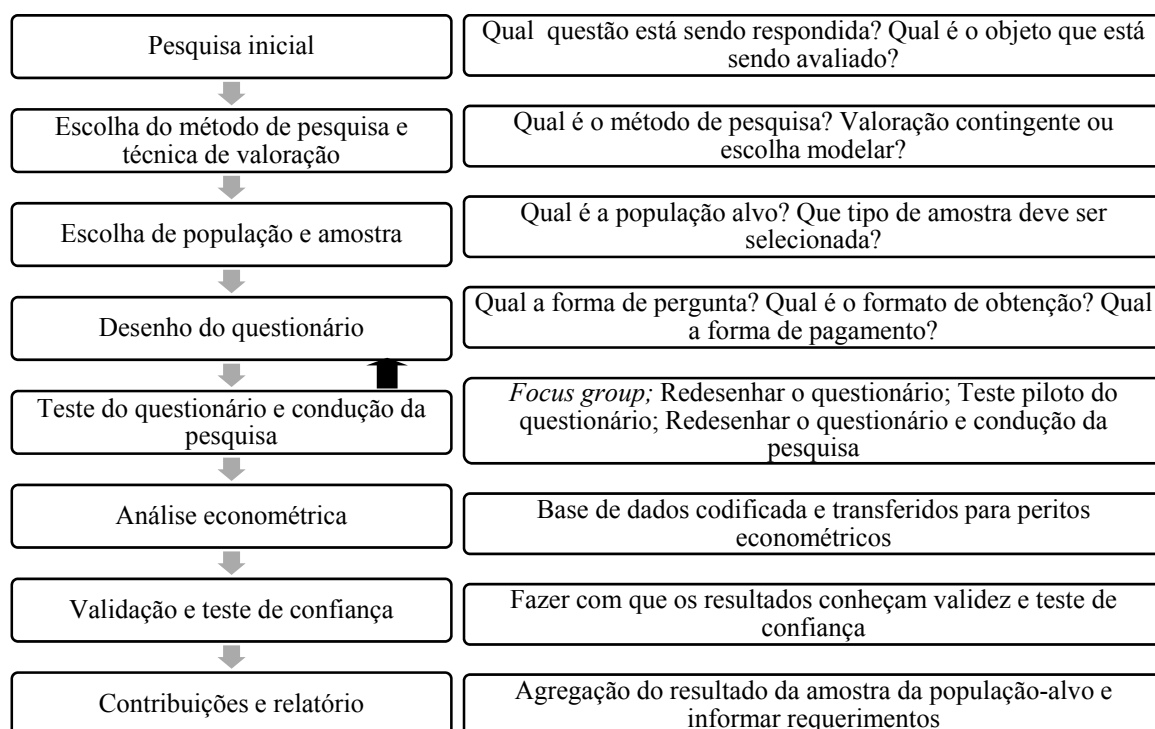 Pesquisa inicial
Qual questão está sendo respondida? Qual é o objeto que está
sendo avaliado?
Escolha do método de pesquisa e
técnica de valoração
Qual é o método de pesquisa? Valoração contingente ou
escolha modelar?
Escolha de população e amostra
Qual é a população alvo? Que tipo de amostra deve ser
selecionada?
Desenho do questionário
Qual a forma de pergunta? Qual é o formato de obtenção? Qual
a forma de pagamento?
Teste do questionário e condução da
pesquisa
Focus group; Redesenhar o questionário; Teste piloto do
questionário; Redesenhar o questionário e condução da
pesquisa
Análise econométrica
Base de dados codificada e transferidos para peritos
econométricos
Validação e teste de confiança
Fazer com que os resultados conheçam validez e teste de
confiança
Contribuições e relatório
Agregação do resultado da amostra da população-alvo e
informar requerimentos